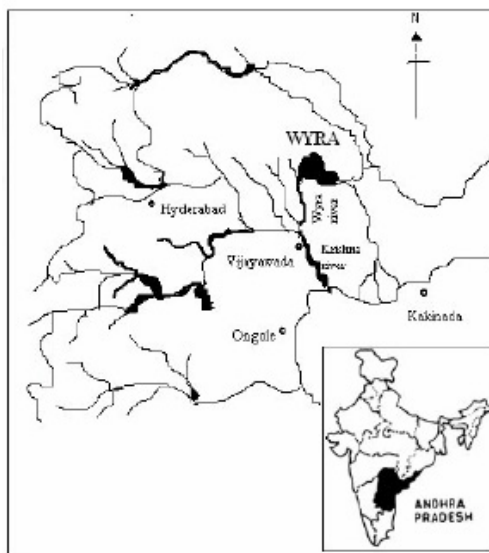 N
WYRA
Wyra
river
Hyderabad
Krishna
river
Vijayawada
Kakinada
Ongole
ANDHRA
PRADESH